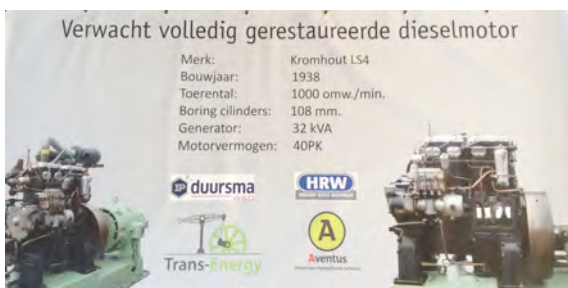 Verwacht volledig gerestaureerde dieselmotor
Merk: Kromhout LS4
Bouwjaar: 1938
Toerental: 1000 omw./min.
Boring cilinders: 108 mm.
Generator: 32 kVA
Motorvermogen: 40PK
duursma
HRW
Trans-Energy
A
Aventus